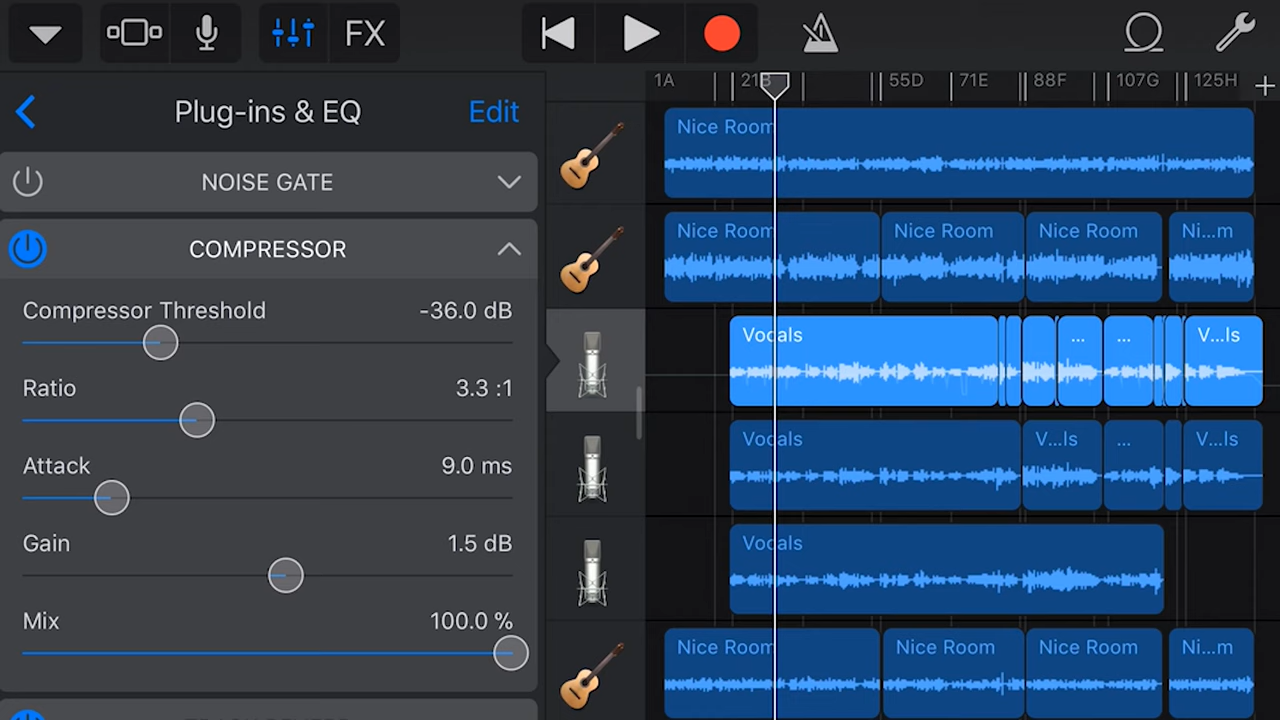 FX
1A 21B 55D 71E 88F 107G 125H
Plug-ins & EQ Edit
NOISE GATE
COMPRESSOR
Compressor Threshold -36.0 dB
Ratio 3.3 :1
Attack 9.0 ms
Gain 1.5 dB
Mix 100.0 %
Nice Room
Nice Room Nice Room Nice Room Ni...m
Vocals ... ... V...ls
Vocals V...ls ... V...ls
Vocals
Nice Room Nice Room Nice Room Ni...m